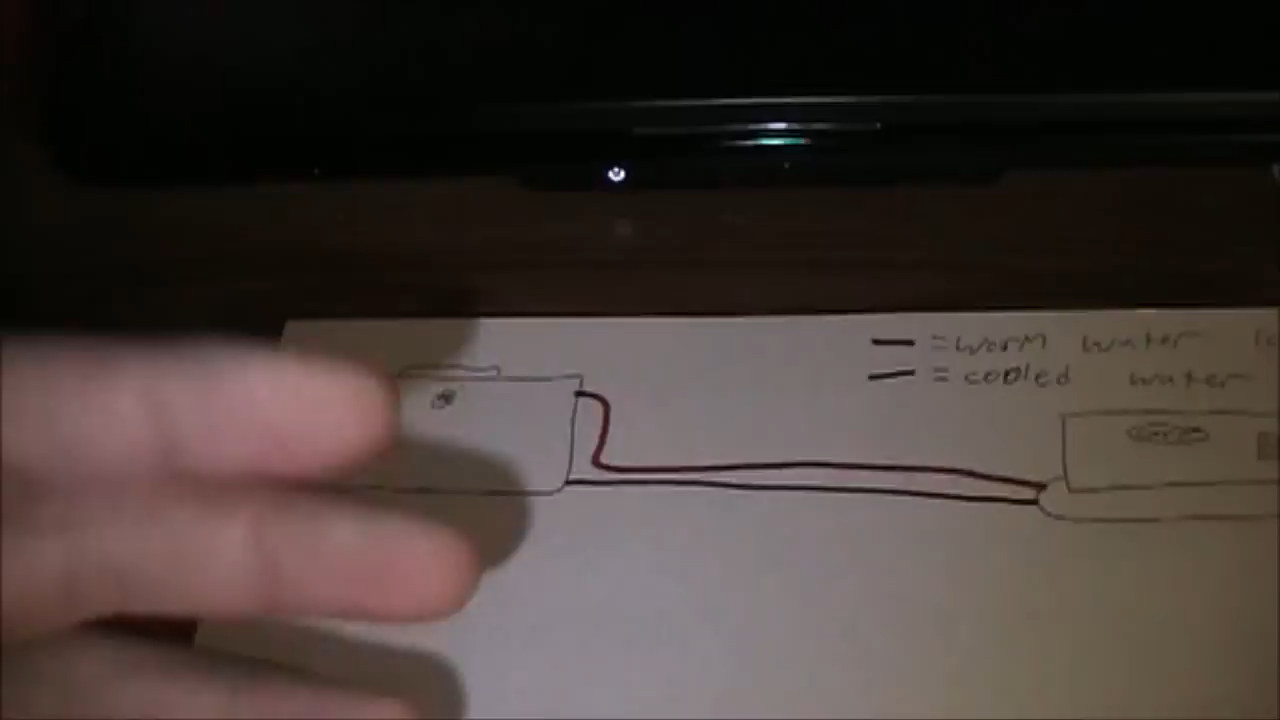 = worm water
= cooled water